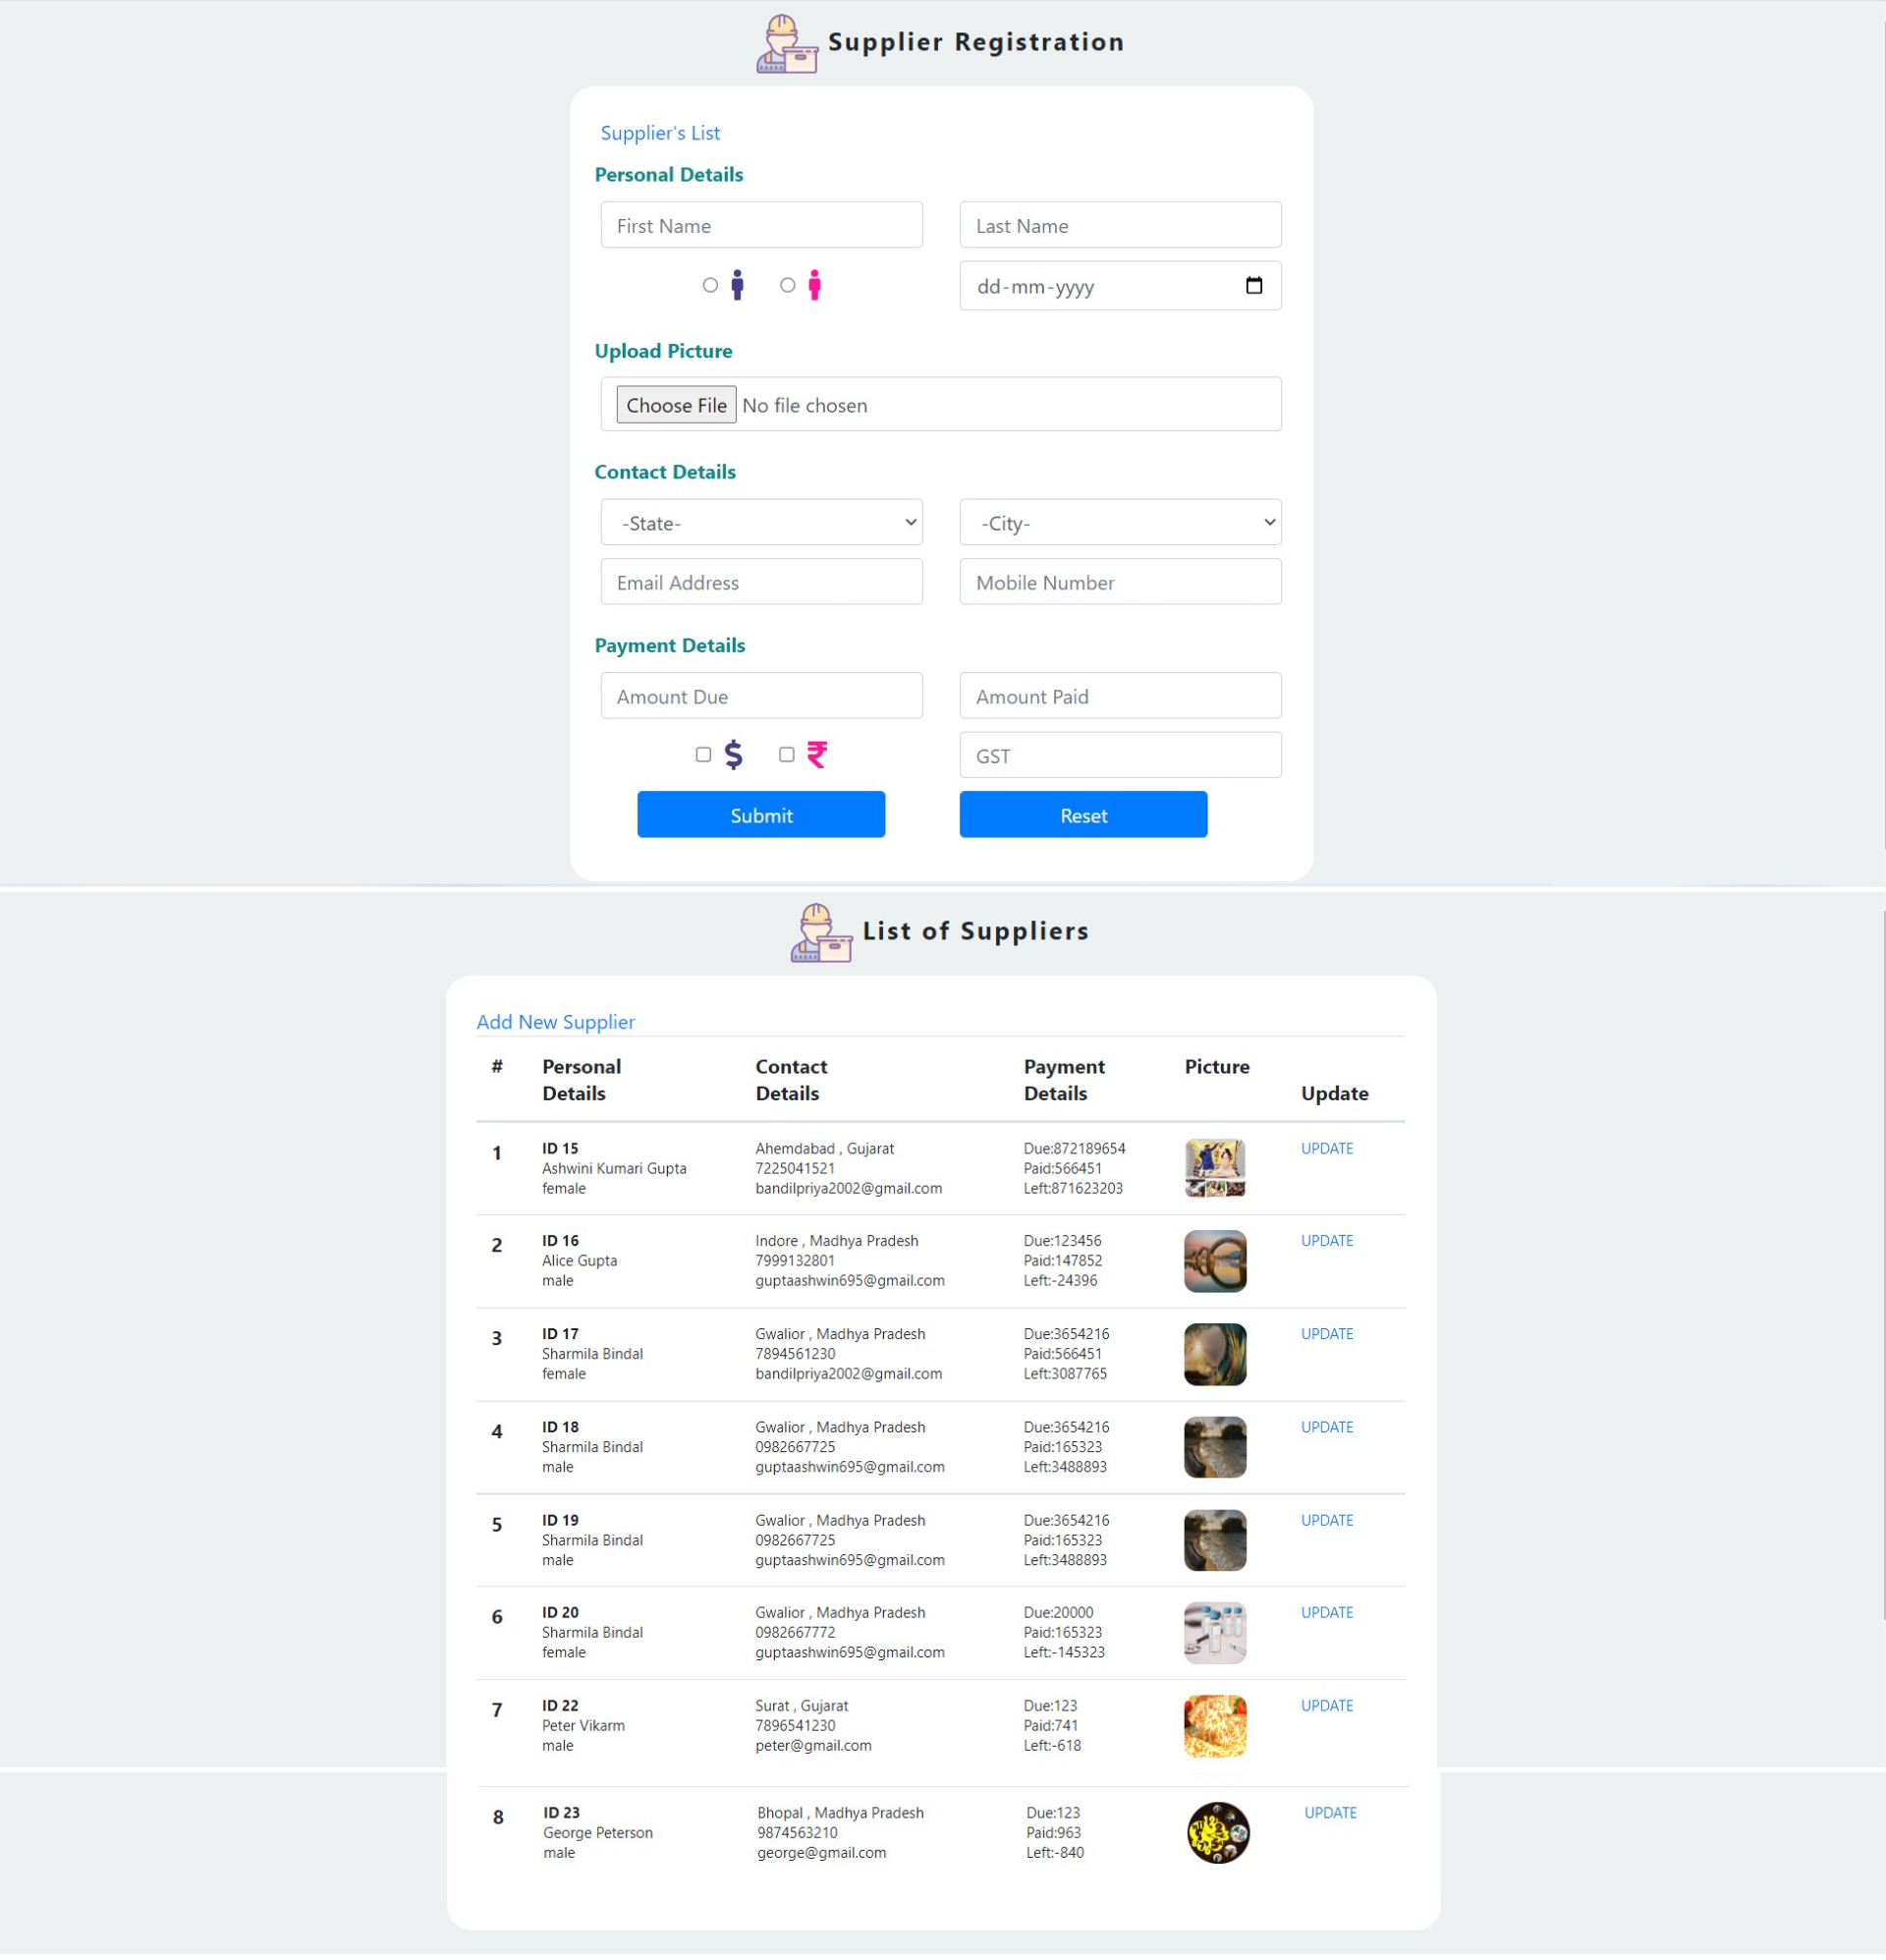 Supplier Registration
Supplier's List
Personal Details
First Name
Last Name
dd-mm-yyyy
Upload Picture
Choose File No file chosen
Contact Details
-State-
-City-
Email Address
Mobile Number
Payment Details
Amount Due
Amount Paid
$ ₹
GST
Submit
Reset
List of Suppliers
Add New Supplier
# Personal Details Contact Details Payment Details Picture Update
1
ID 15
Ashwini Kumari Gupta
female
Ahemdabad , Gujarat
7225041521
bandilpriya2002@gmail.com
Due:872189654
Paid:566451
Left:871623203
UPDATE
2
ID 16
Alice Gupta
male
Indore , Madhya Pradesh
7999132801
guptaashwin695@gmail.com
Due:123456
Paid:147852
Left:-24396
UPDATE
3
ID 17
Sharmila Bindal
female
Gwalior , Madhya Pradesh
7894561230
bandilpriya2002@gmail.com
Due:3654216
Paid:566451
Left:3087765
UPDATE
4
ID 18
Sharmila Bindal
male
Gwalior , Madhya Pradesh
0982667725
guptaashwin695@gmail.com
Due:3654216
Paid:165323
Left:3488893
UPDATE
5
ID 19
Sharmila Bindal
male
Gwalior , Madhya Pradesh
0982667725
guptaashwin695@gmail.com
Due:3654216
Paid:165323
Left:3488893
UPDATE
6
ID 20
Sharmila Bindal
female
Gwalior , Madhya Pradesh
0982667772
guptaashwin695@gmail.com
Due:20000
Paid:165323
Left:-145323
UPDATE
7
ID 22
Peter Vikarm
male
Surat , Gujarat
7896541230
peter@gmail.com
Due:123
Paid:741
Left:-618
UPDATE
8
ID 23
George Peterson
male
Bhopal , Madhya Pradesh
9874563210
george@gmail.com
Due:123
Paid:963
Left:-840
UPDATE